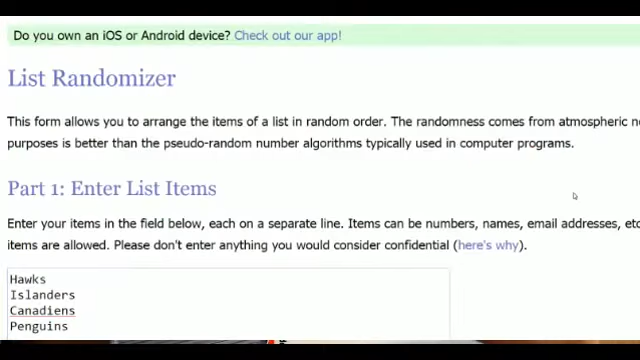 Do you own an iOS or Android device? Check out our app!
List Randomizer
This form allows you to arrange the items of a list in random order. The randomness comes from atmospheric
purposes is better than the pseudo-random number algorithms typically used in computer programs.
Part 1: Enter List Items
Enter your items in the field below, each on a separate line. Items can be numbers, names, email addresses,
items are allowed. Please don't enter anything you would consider confidential (here's why).
Hawks
Islanders
Canadiens
Penguins